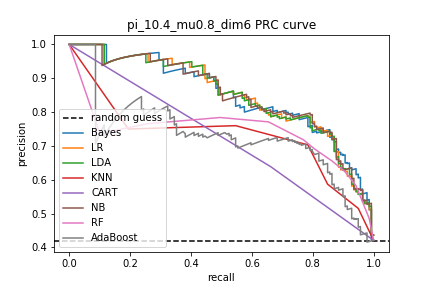 pi_10.4_mu0.8_dim6 PRC curve
1.0
0.9
0.8
0.7
0.6
0.5
0.4
precision
random guess
Bayes
LR
LDA
KNN
CART
NB
RF
AdaBoost
0.0 0.2 0.4 0.6 0.8 1.0
recall